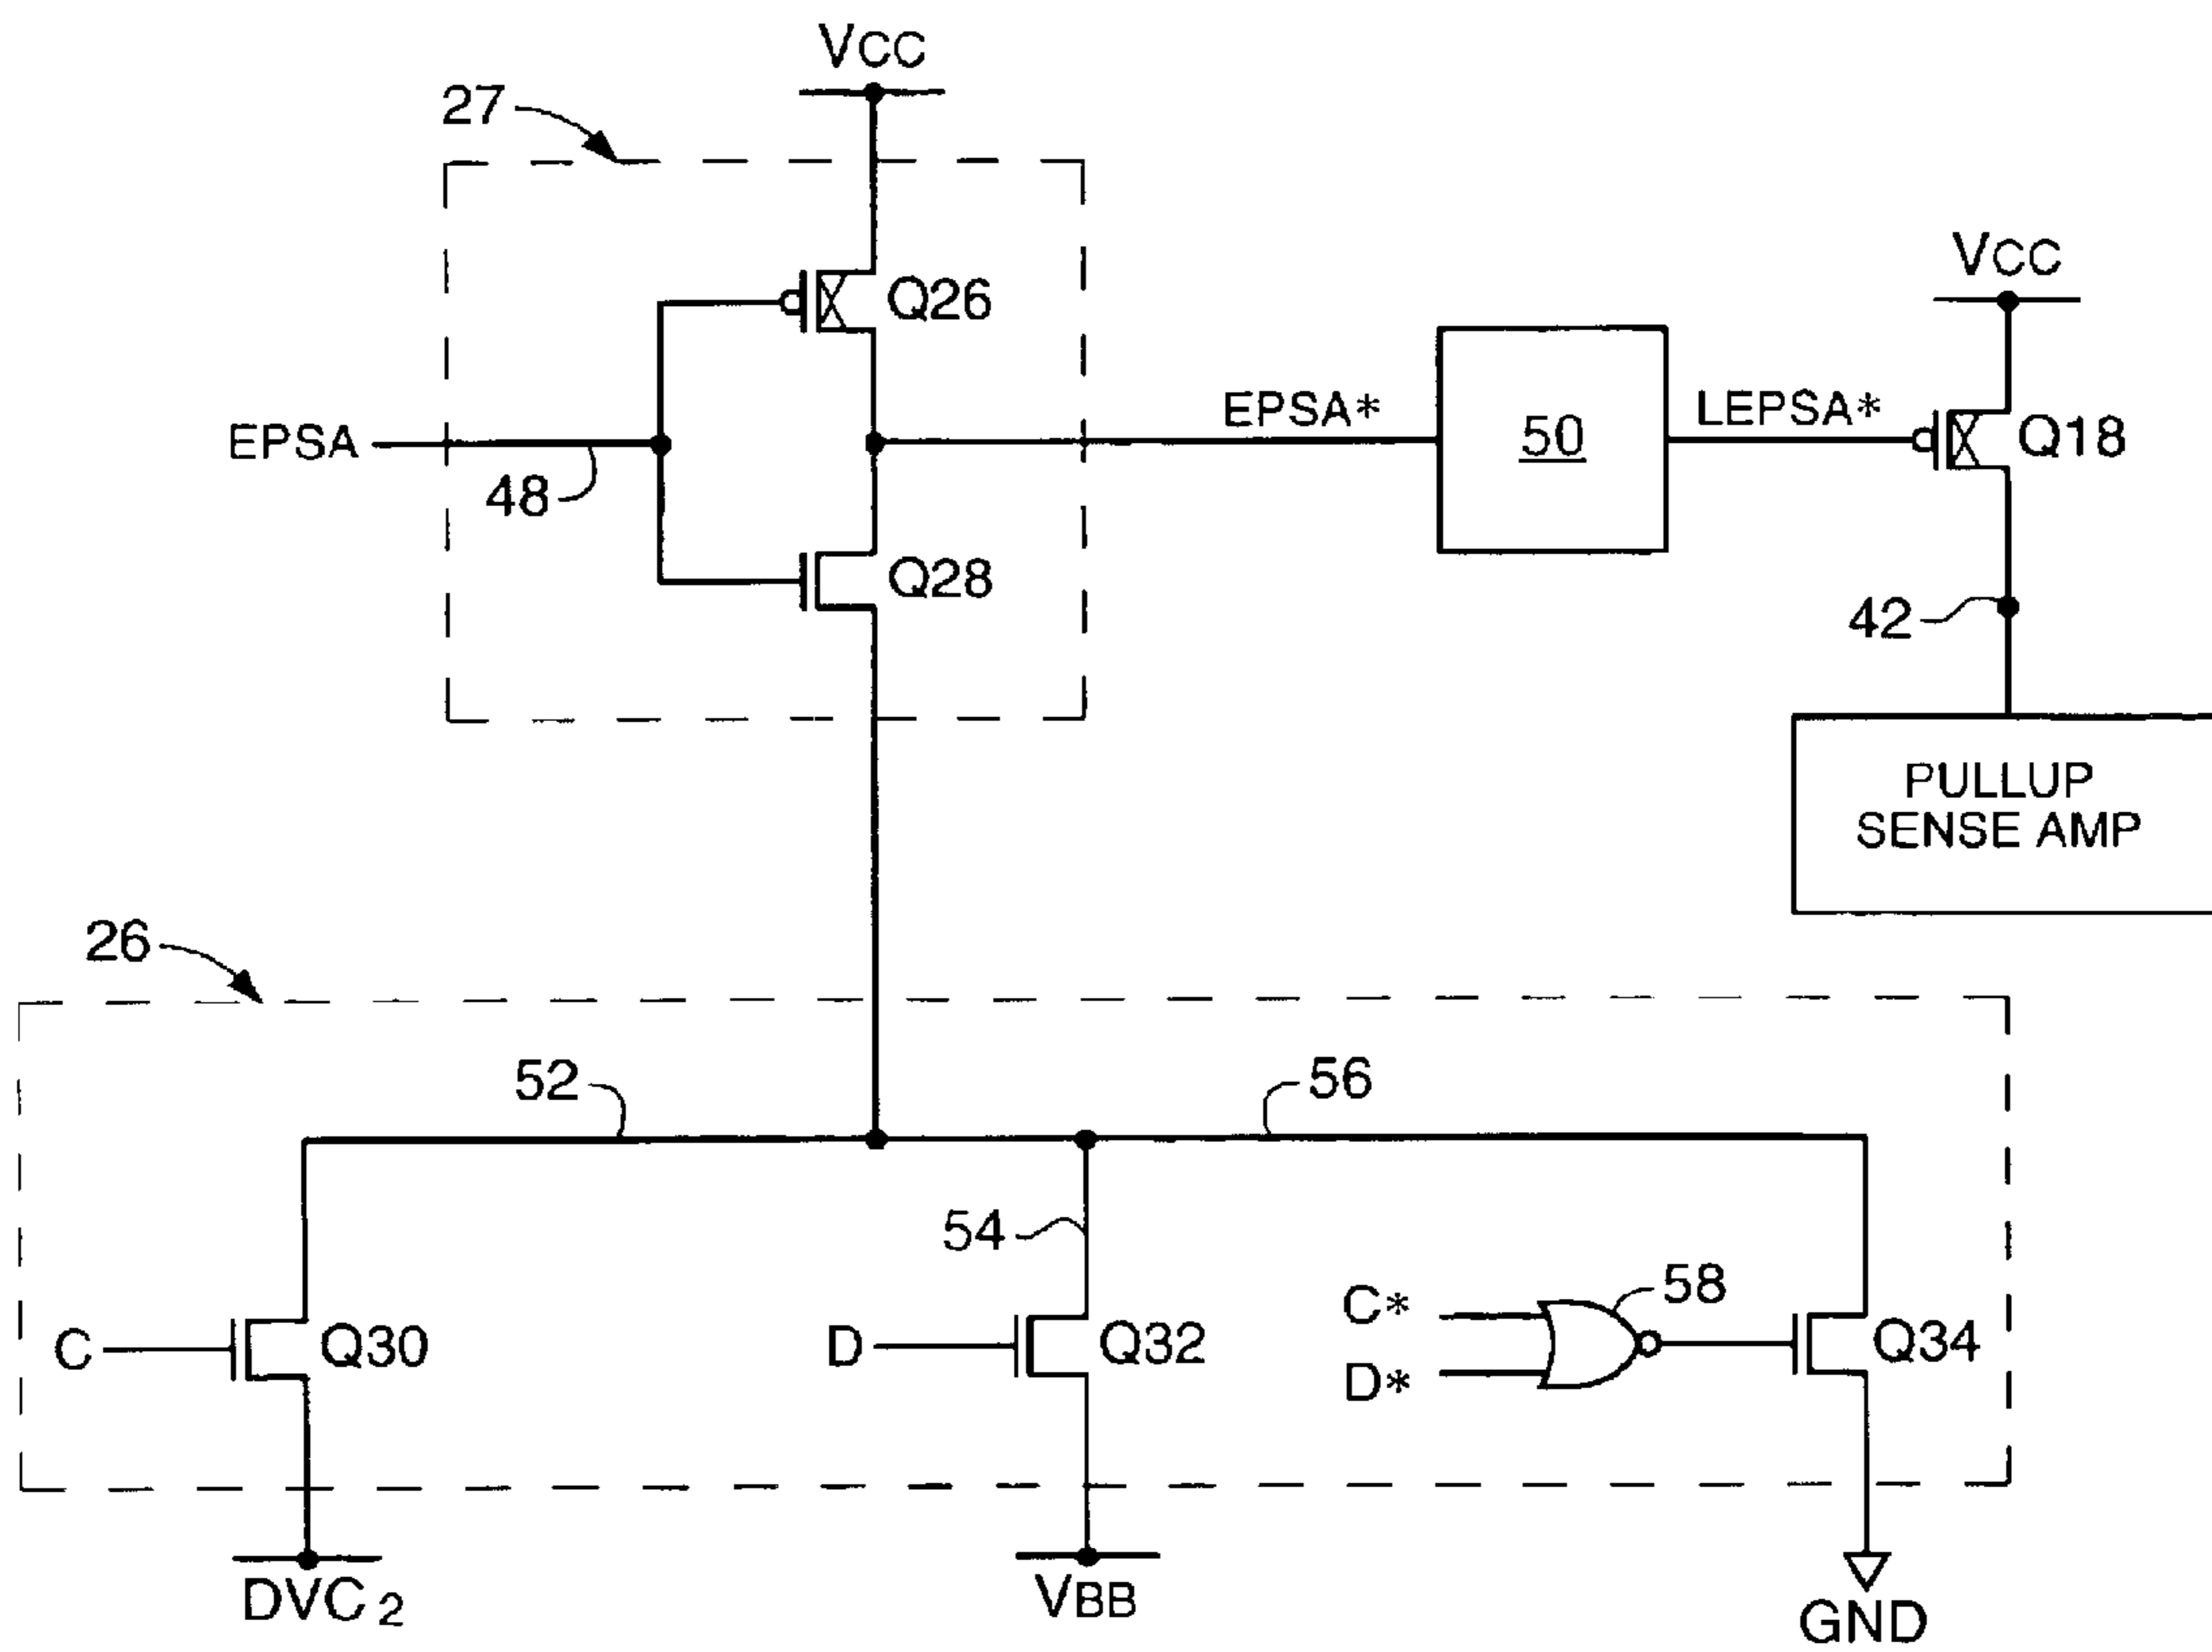 VCC
27
Q26
VCC
EPSA
48
EPSA*
50
LEPSA*
Q18
Q28
42
PULLUP
SENSE AMP
26
52
56
54
C
Q30
D
Q32
C*
D*
58
Q34
DVC2
VBB
GND